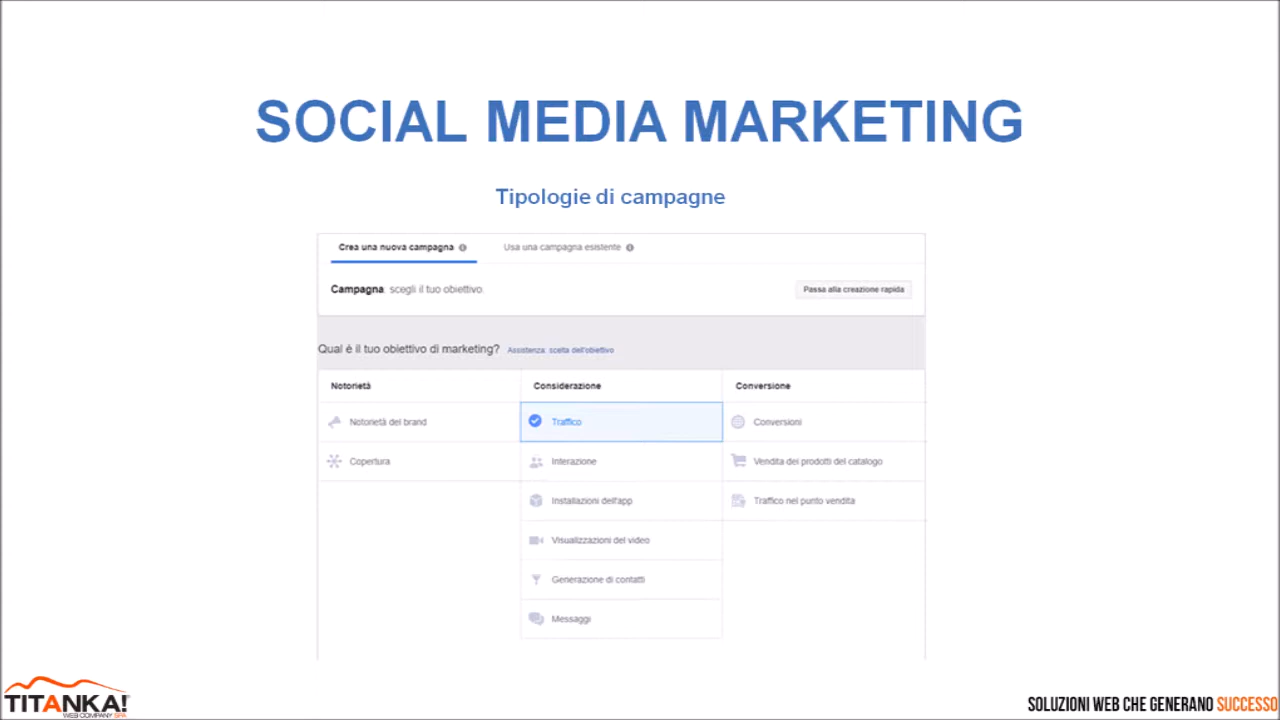 SOCIAL MEDIA MARKETING
Tipologie di campagne
Crea una nuova campagna
Usa una campagna esistente
Campagna: scegli il tuo obiettivo.
Passa alla creazione rapida
Qual è il tuo obiettivo di marketing? Assistenza: scelta dell'obiettivo
Notorietà
Notorietà del brand
Copertura
Considerazione
Traffico
Interazione
Installazioni dell'app
Visualizzazioni del video
Generazione di contatti
Messaggi
Conversione
Conversioni
Vendita dei prodotti del catalogo
Traffico nel punto vendita
TITANKA!
WEB COMPANY SPA
SOLUZIONI WEB CHE GENERANO SUCCESSO